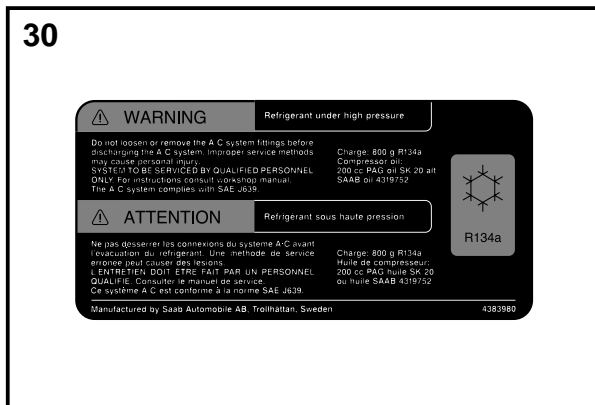 30
WARNING
Refrigerant under high pressure
Do not loosen or remove the A C system fittings before
discharging the A C system. Improper service methods
may cause personal injury.
SYSTEM TO BE SERVICED BY QUALIFIED PERSONNEL
ONLY. For instructions consult workshop manual.
The A C system complies with SAE J639.
Charge: 800 g R134a
Compressor oil:
200 cc PAG oil SK 20 alt
SAAB oil 4319752
R134a
ATTENTION
Refrigerant sous haute pression
Ne pas desserrer les connexions du systeme A·C avant
l'evacuation du refrigerant. Une methode de service
erronee peut causer des lesions.
L ENTRETIEN DOIT ETRE FAIT PAR UN PERSONNEL
QUALIFIE. Consulter le manuel de service.
Ce système A C est conforme à la norme SAE J639.
Charge: 800 g R134a
Huile de compresseur:
200 cc PAG huile SK 20
ou huile SAAB 4319752
Manufactured by Saab Automobile AB, Trollhättan, Sweden
4383980